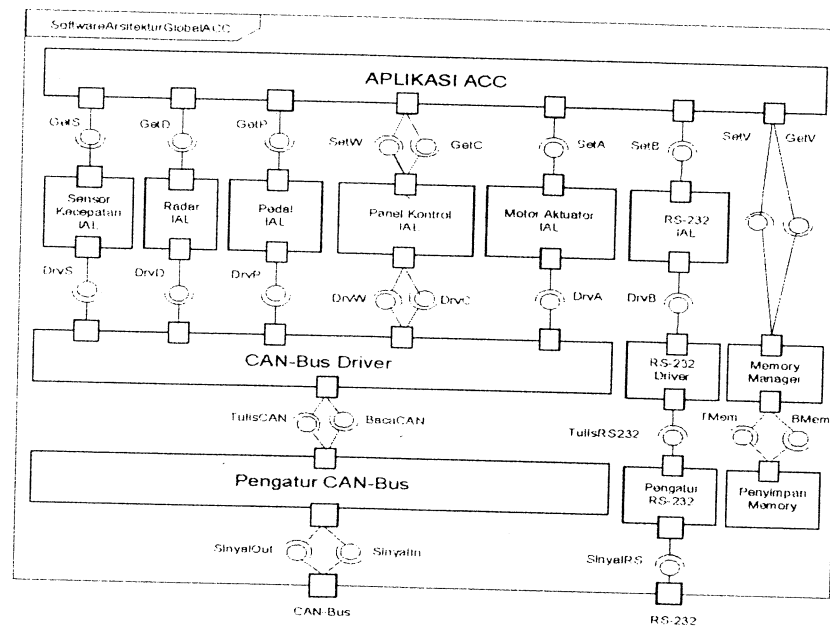 SoftwareArsitekturGlobalACC
APLIKASI ACC
GetS
GetD
GetP
SetW
GetC
SetA
SetB
SetV
GetV
Sensor
Kecepatan
IAL
Radar
IAL
Pedal
IAL
Panel Kontrol
IAL
Motor Aktuator
IAL
RS-232
IAL
DrvS
DrvD
DrvP
DrvW
DrvC
DrvA
DrvB
CAN-Bus Driver
RS-232
Driver
Memory
Manager
TulisCAN
BacaCAN
TulisRS232
TMem
BMem
Pengatur CAN-Bus
Pengatur
RS-232
Penyimpan
Memory
SinyalOut
SinyalIn
SinyalRS
CAN-Bus
RS-232